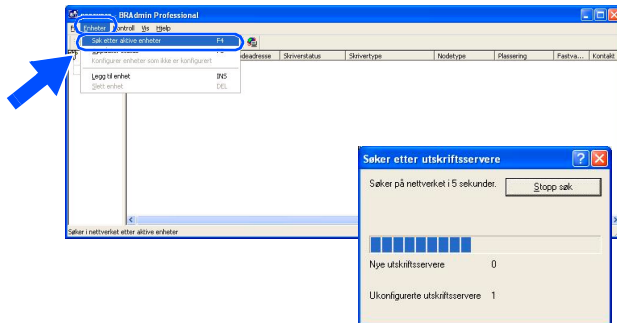 BRAdmin Professional
Enheter Kontroll Vis Hjelp
Søk etter aktive enheter F4
Konfigurer enheter som ikke er konfigurert
Legg til enhet INS
Slett enhet DEL
Skriverstatus Skrivertype Nodetype Plassering Fastva... Kontakt
Søker i nettverket etter aktive enheter
Søker etter utskriftsservere
Søker på nettverket i 5 sekunder. Stopp søk
Nye utskriftsservere 0
Ukonfigurerte utskriftsservere 1